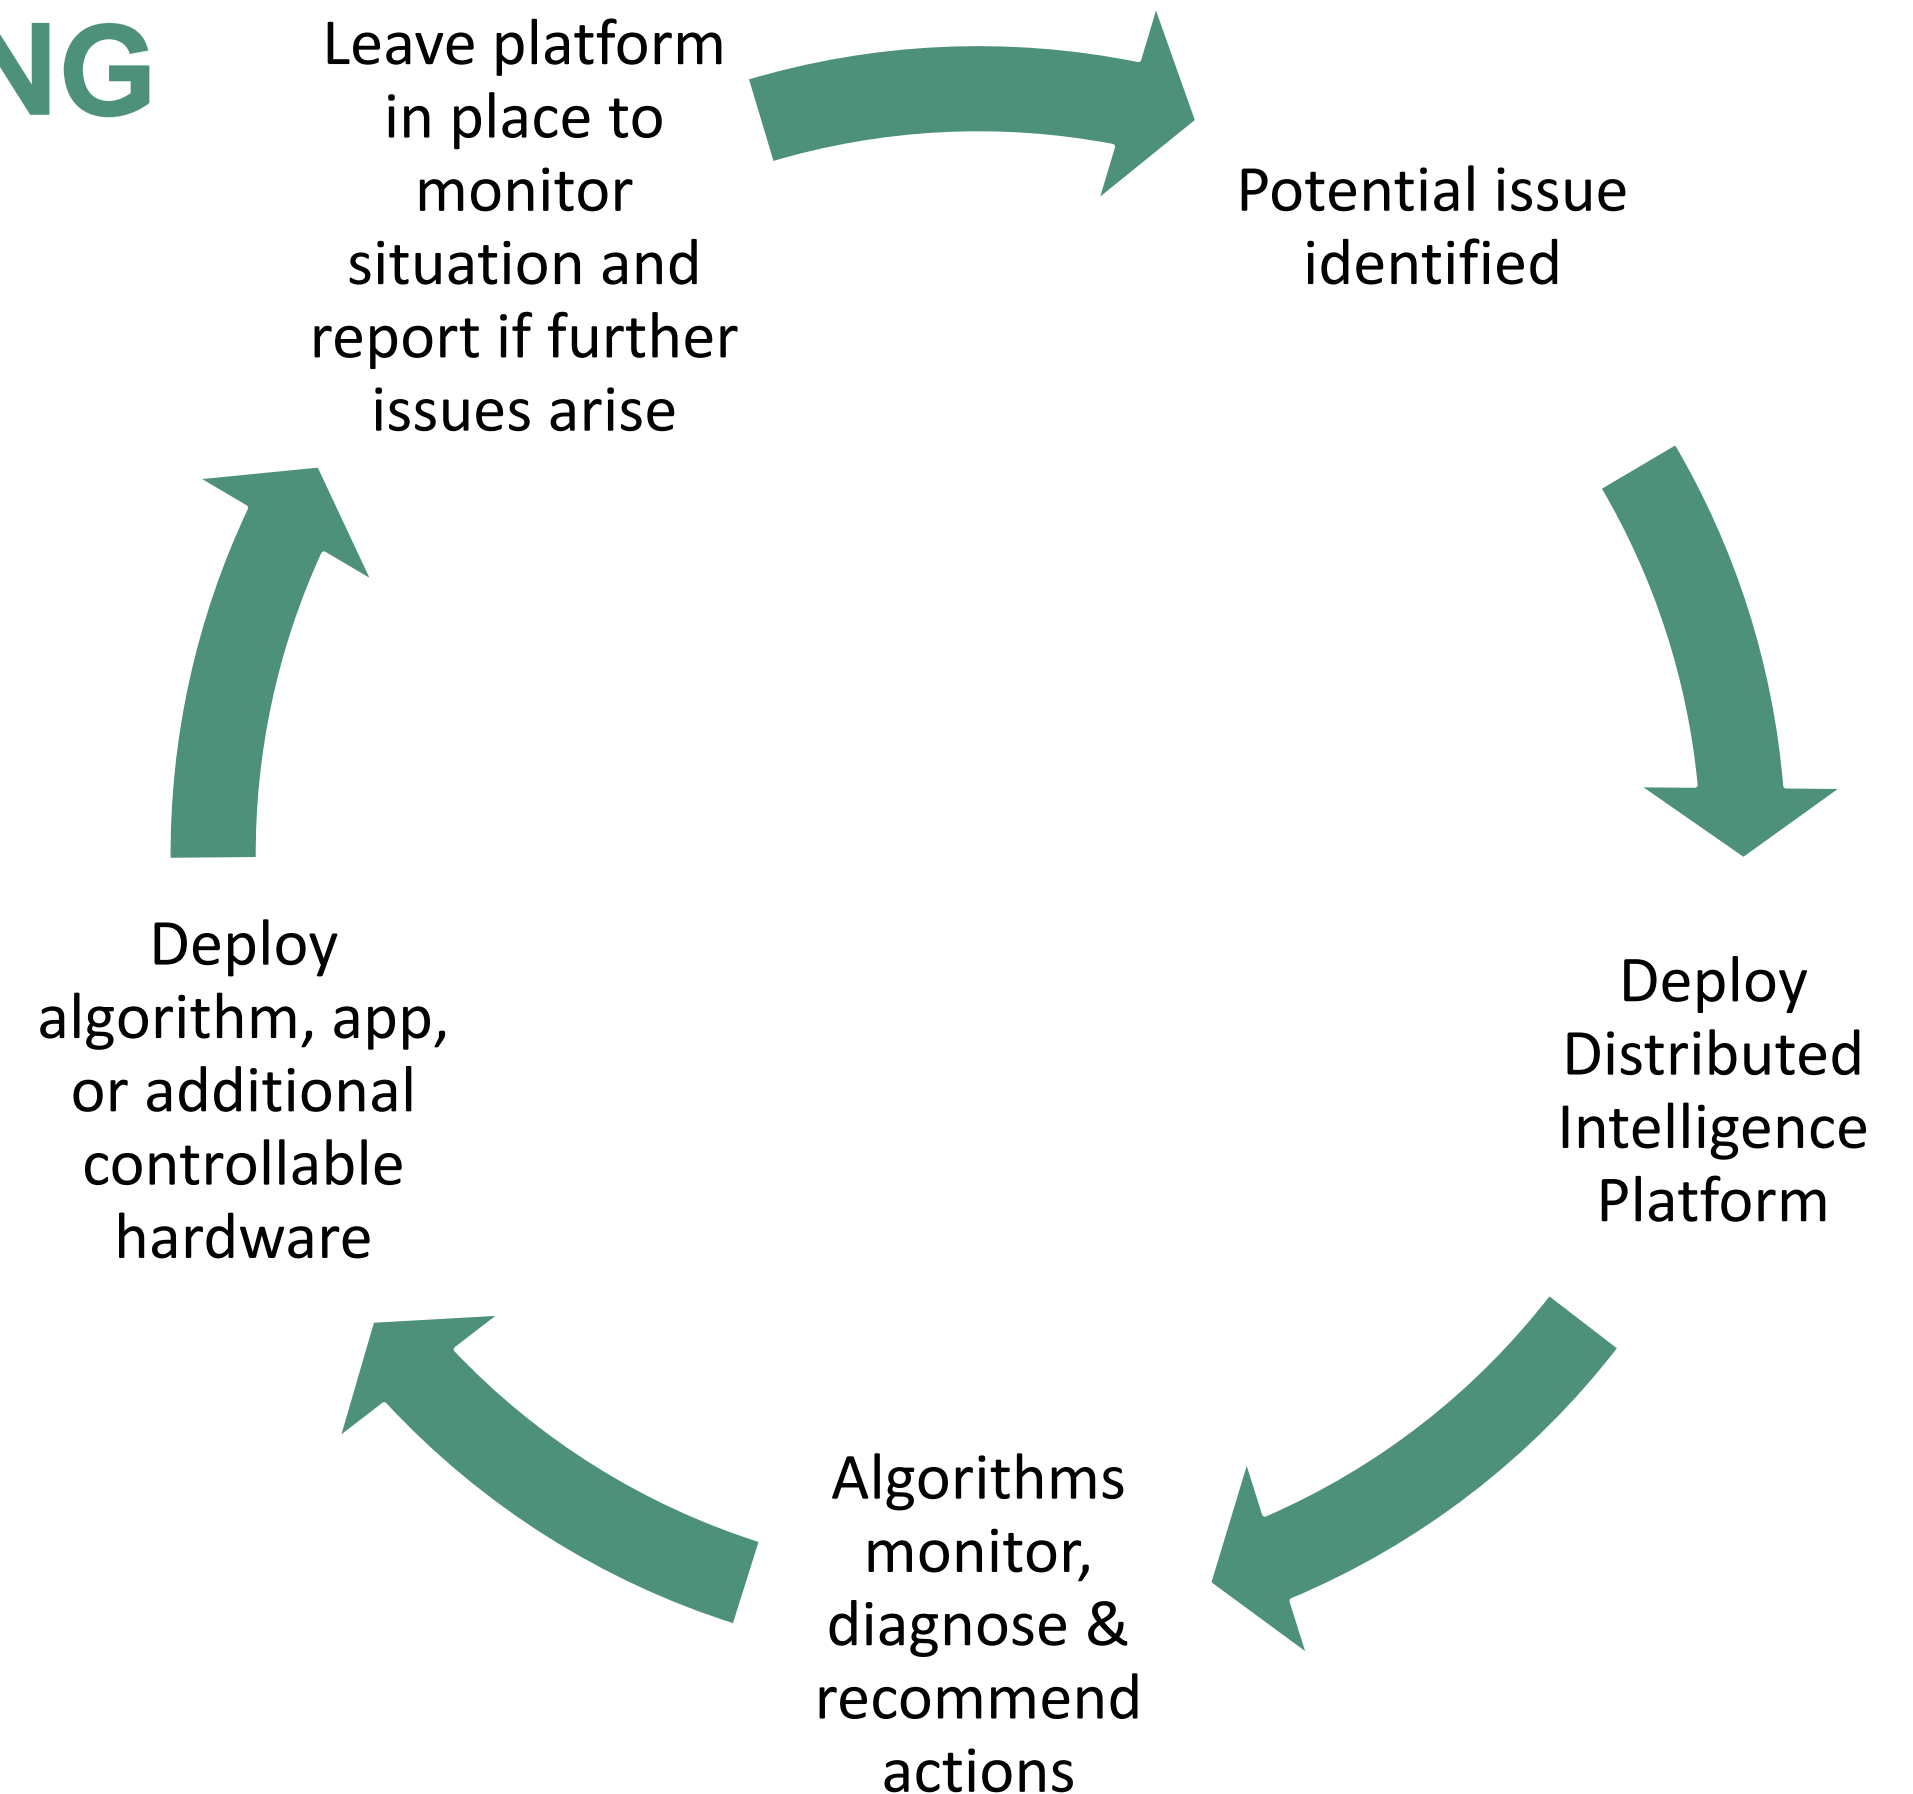 NG
Leave platform
in place to
monitor
situation and
report if further
issues arise
Potential issue
identified
Deploy
Distributed
Intelligence
Platform
Algorithms
monitor,
diagnose &
recommend
actions
Deploy
algorithm, app,
or additional
controllable
hardware